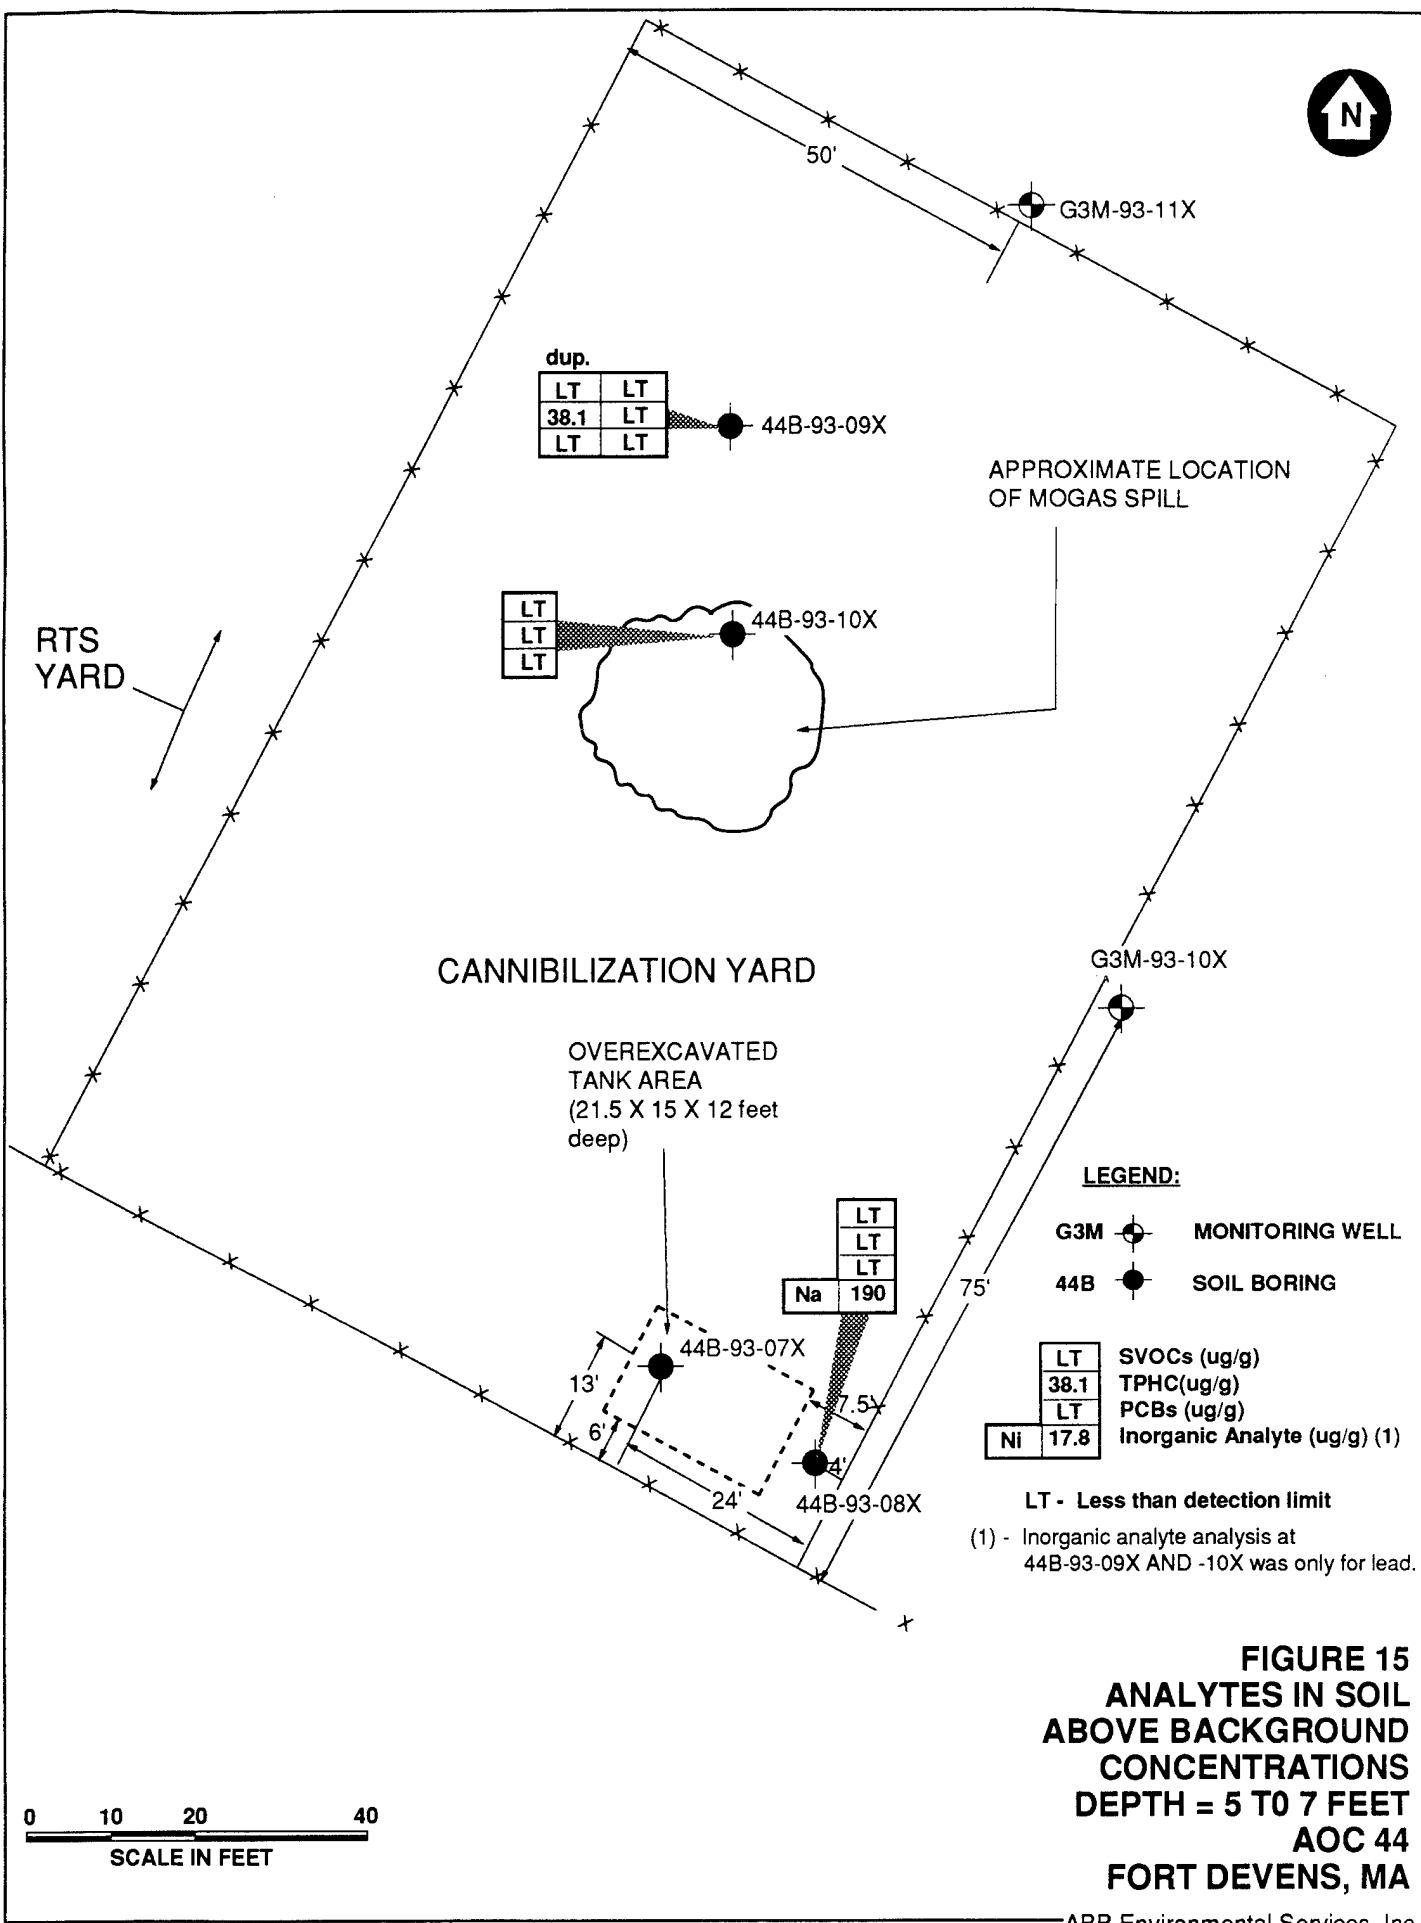 N
50'
G3M-93-11X
dup.
LT LT
38.1 LT
LT LT
44B-93-09X
APPROXIMATE LOCATION
OF MOGAS SPILL
LT
LT
LT
44B-93-10X
RTS
YARD
CANNIBILIZATION YARD
G3M-93-10X
OVEREXCAVATED
TANK AREA
(21.5 X 15 X 12 feet
deep)
LT
LT
LT
Na 190
75'
44B-93-07X
13'
6'
7.5'
4'
24'
44B-93-08X
LEGEND:
G3M MONITORING WELL
44B SOIL BORING
LT SVOCs (ug/g)
38.1 TPHC(ug/g)
LT PCBs (ug/g)
Ni 17.8 Inorganic Analyte (ug/g) (1)
LT - Less than detection limit
(1) - Inorganic analyte analysis at
44B-93-09X AND -10X was only for lead.
FIGURE 15
ANALYTES IN SOIL
ABOVE BACKGROUND
CONCENTRATIONS
DEPTH = 5 T0 7 FEET
AOC 44
FORT DEVENS, MA
0 10 20 40
SCALE IN FEET
ABB Environmental Services, Inc